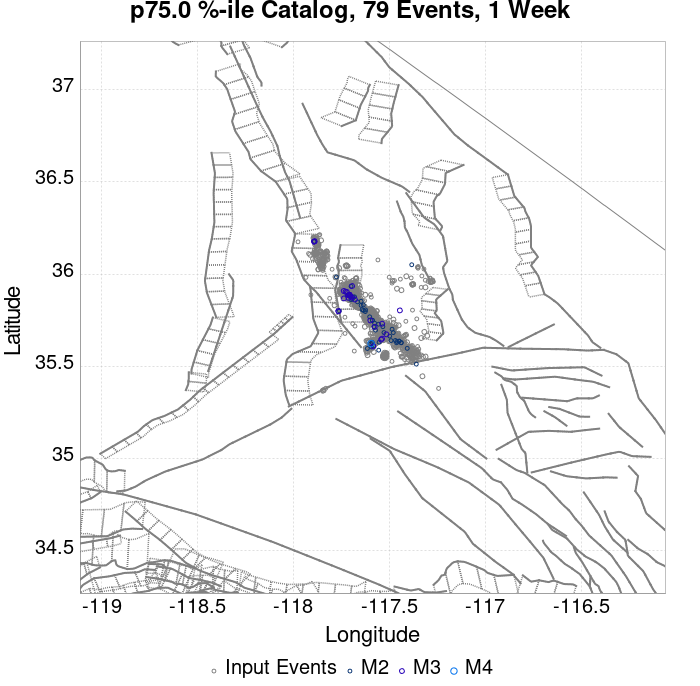 p75.0 %-ile Catalog, 79 Events, 1 Week
37
36.5
36
35.5
35
34.5
Latitude
-119 -118.5 -118 -117.5 -117 -116.5
Longitude
Input Events M2 M3 M4